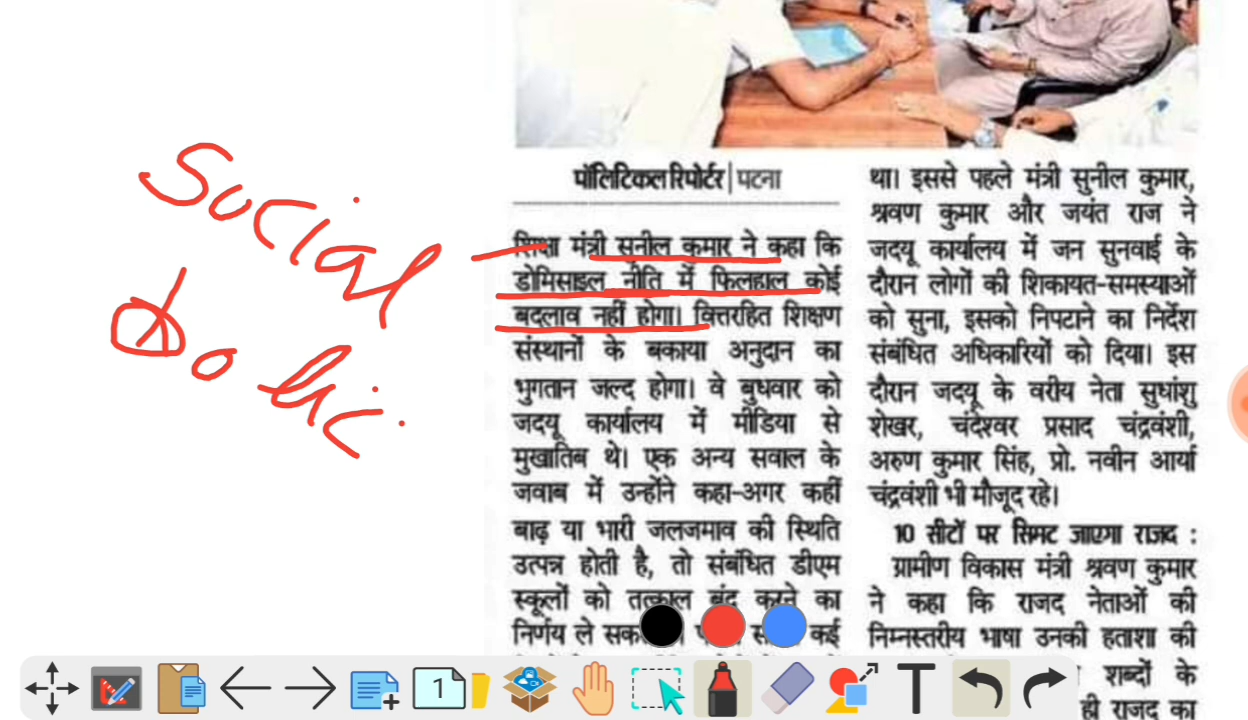 Social
पॉलिटिकल रिपोर्टर | पटना
शिक्षा मंत्री सुनील कुमार ने कहा कि
डोमिसाइल नीति में फिलहाल कोई
बदलाव नहीं होगा। वित्तरहित शिक्षण
संस्थानों के बकाया अनुदान का
भुगतान जल्द होगा। वे बुधवार को
जदयू कार्यालय में मीडिया से
मुखातिब थे। एक अन्य सवाल के
जवाब में उन्होंने कहा-अगर कहीं
बाढ़ या भारी जलजमाव की स्थिति
उत्पन्न होती है, तो संबंधित डीएम
स्कूलों को तत्काल बंद करने का
निर्णय ले कई
था। इससे पहले मंत्री सुनील कुमार,
श्रवण कुमार और जयंत राज ने
जदयू कार्यालय में जन सुनवाई के
दौरान लोगों की शिकायत-समस्याओं
को सुना, इसको निपटाने का निर्देश
संबंधित अधिकारियों को दिया। इस
दौरान जदयू के वरीय नेता सुधांशु
शेखर, चंदेश्वर प्रसाद चंद्रवंशी,
अरुण कुमार सिंह, प्रो. नवीन आर्या
चंद्रवंशी भी मौजूद रहे।
10 सीटों पर सिमट जाएगा राजद :
ग्रामीण विकास मंत्री श्रवण कुमार
ने कहा कि राजद नेताओं की
निम्नस्तरीय भाषा उनकी हताशा की
शब्दों के
ही राजद का
1
T